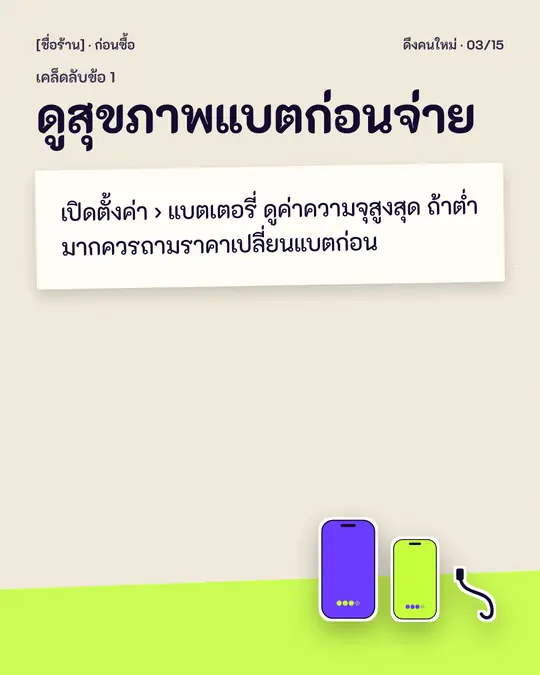 [ชื่อร้าน] · ก่อนซื้อ
ดึงคนใหม่ · 03/15
เคล็ดลับข้อ 1
ดูสุขภาพแบตก่อนจ่าย
เปิดตั้งค่า › แบตเตอรี่ ดูค่าความจุสูงสุด ถ้าต่ำ
มากควรถามราคาเปลี่ยนแบตก่อน